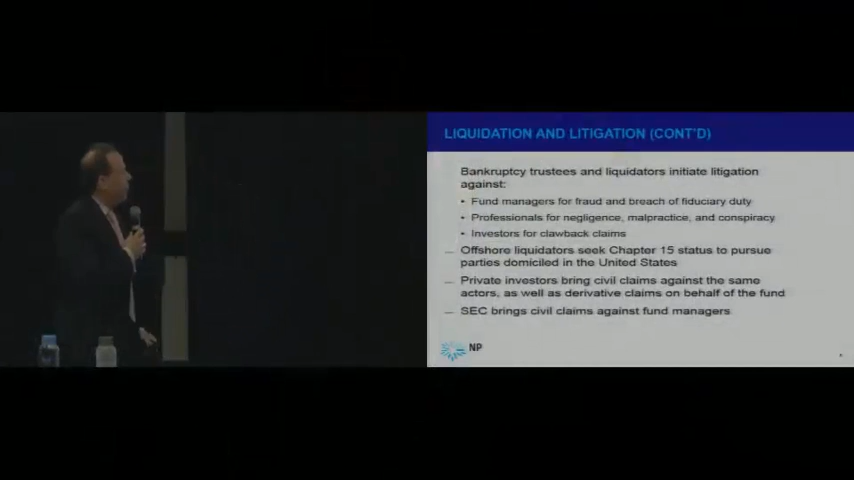 LIQUIDATION AND LITIGATION (CONT'D)
Bankruptcy trustees and liquidators initiate litigation
against:
• Fund managers for fraud and breach of fiduciary duty
• Professionals for negligence, malpractice, and conspiracy
• Investors for clawback claims
— Offshore liquidators seek Chapter 15 status to pursue
parties domiciled in the United States
— Private investors bring civil claims against the same
actors, as well as derivative claims on behalf of the fund
— SEC brings civil claims against fund managers
NP